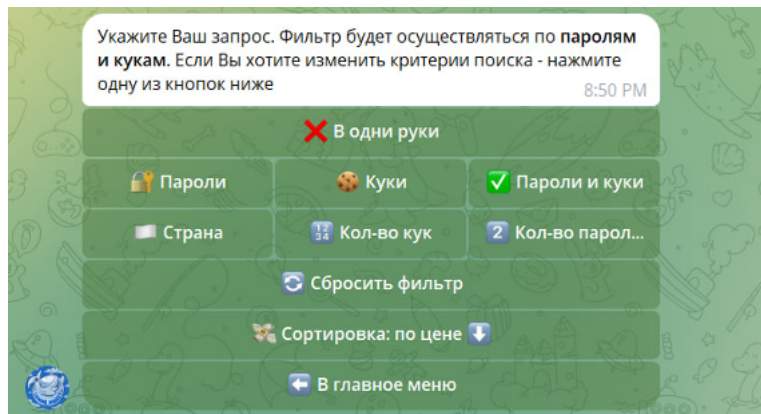 Укажите Ваш запрос. Фильтр будет осуществляться по паролям
и кукам. Если Вы хотите изменить критерии поиска - нажмите
одну из кнопок ниже
8:50 PM
❌ В одни руки
🔐 Пароли
🍪 Куки
✅ Пароли и куки
🏳️ Страна
🔢 Кол-во кук
2️⃣ Кол-во парол...
🔄 Сбросить фильтр
💸 Сортировка: по цене ⬇️
⬅️ В главное меню